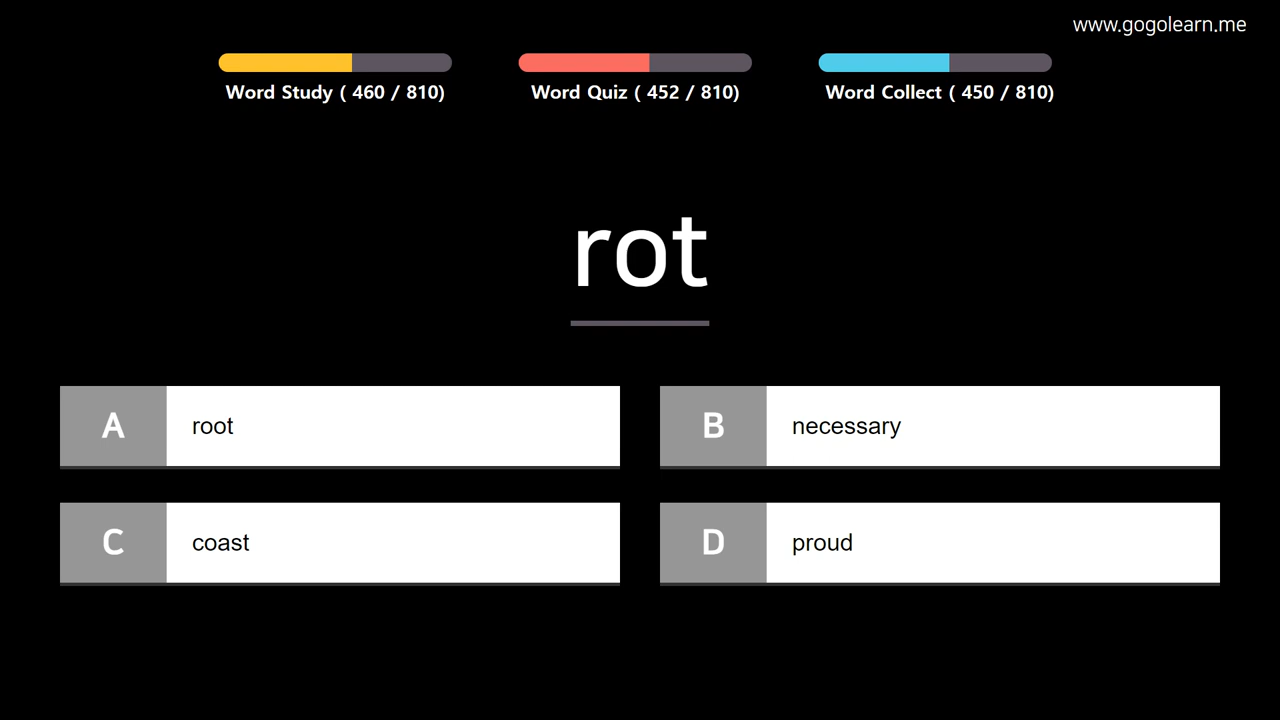 www.gogolearn.me
Word Study ( 460 / 810)
Word Quiz ( 452 / 810)
Word Collect ( 450 / 810)
rot
A root
B necessary
C coast
D proud